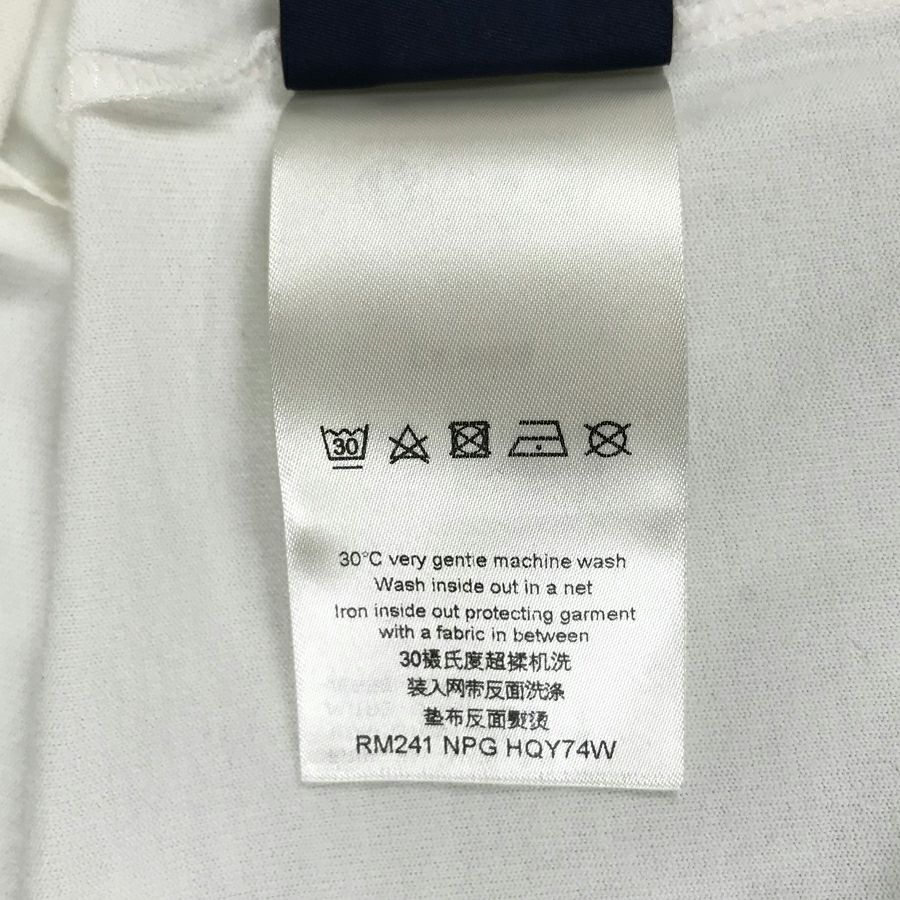 30
30°C very gentle machine wash
Wash inside out in a net
Iron inside out protecting garment
with a fabric in between
30摄氏度超揉机洗
装入网带反面洗涤
垫布反面熨烫
RM241 NPG HQY74W